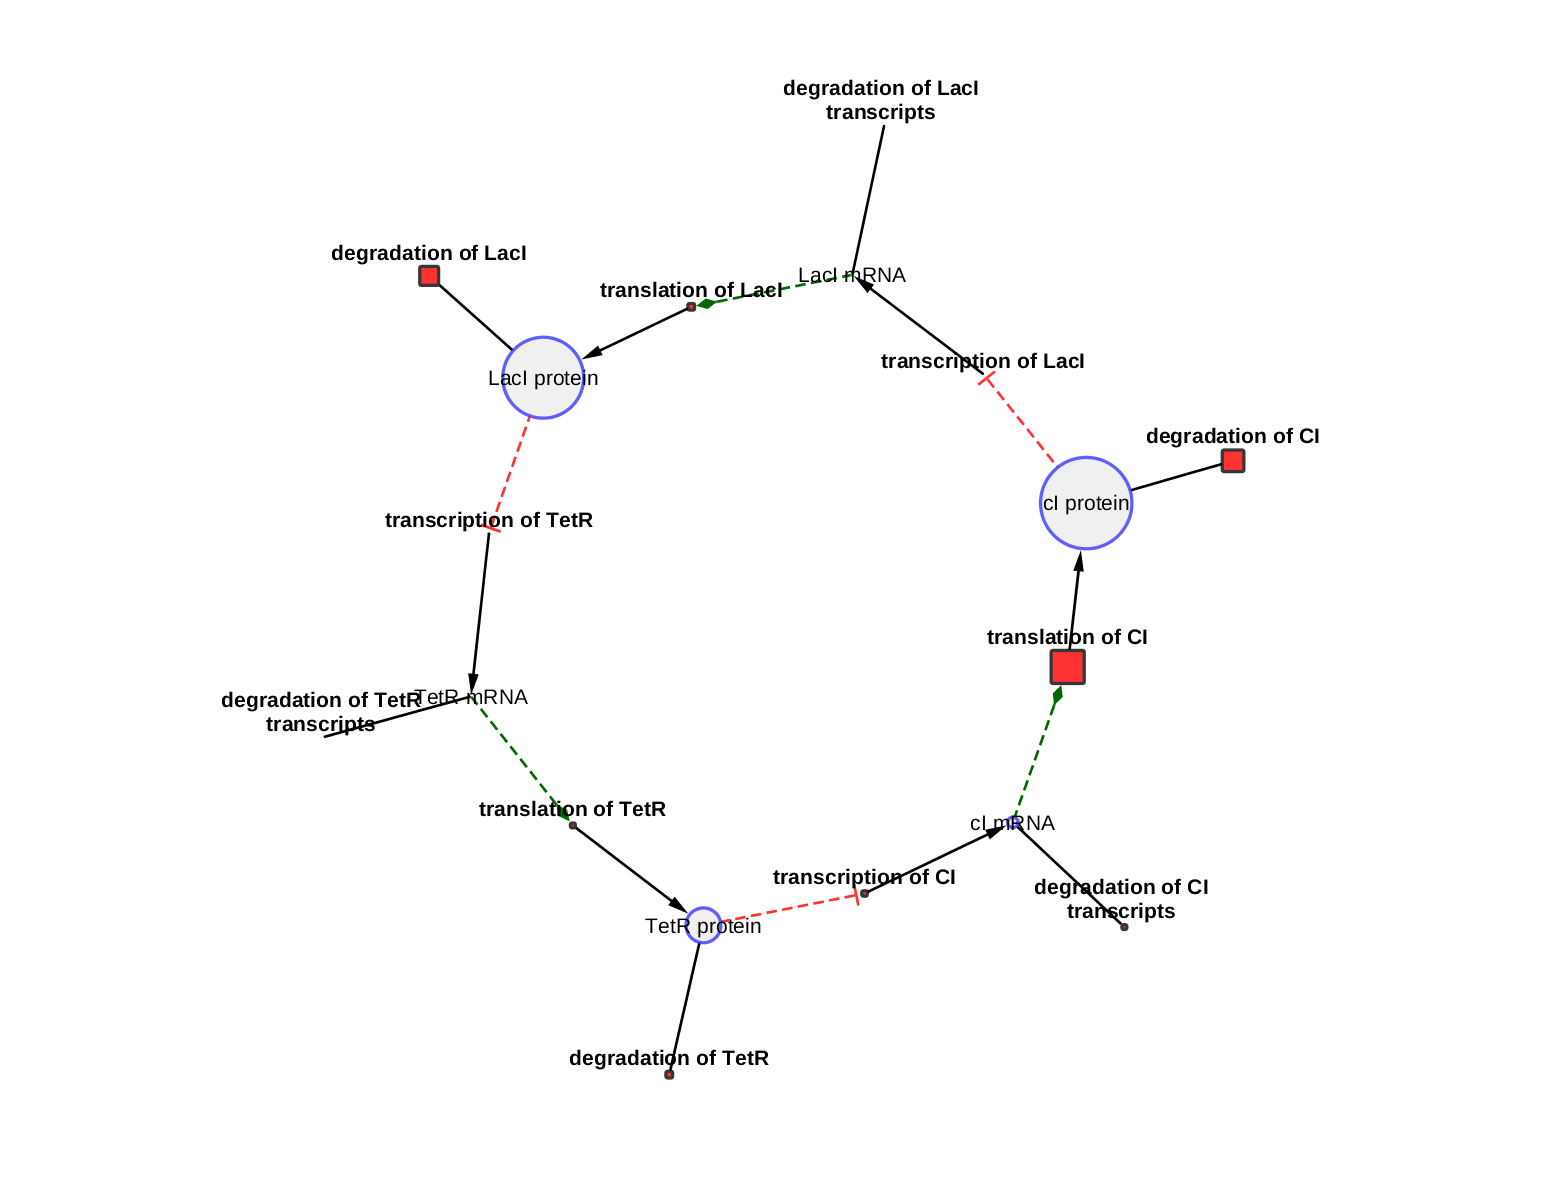 degradation of LacI
transcripts
degradation of LacI
LacI mRNA
translation of LacI
transcription of LacI
LacI protein
degradation of CI
cI protein
transcription of TetR
translation of CI
degradation of TetR
transcripts
TetR mRNA
translation of TetR
cI mRNA
transcription of CI
degradation of CI
transcripts
TetR protein
degradation of TetR